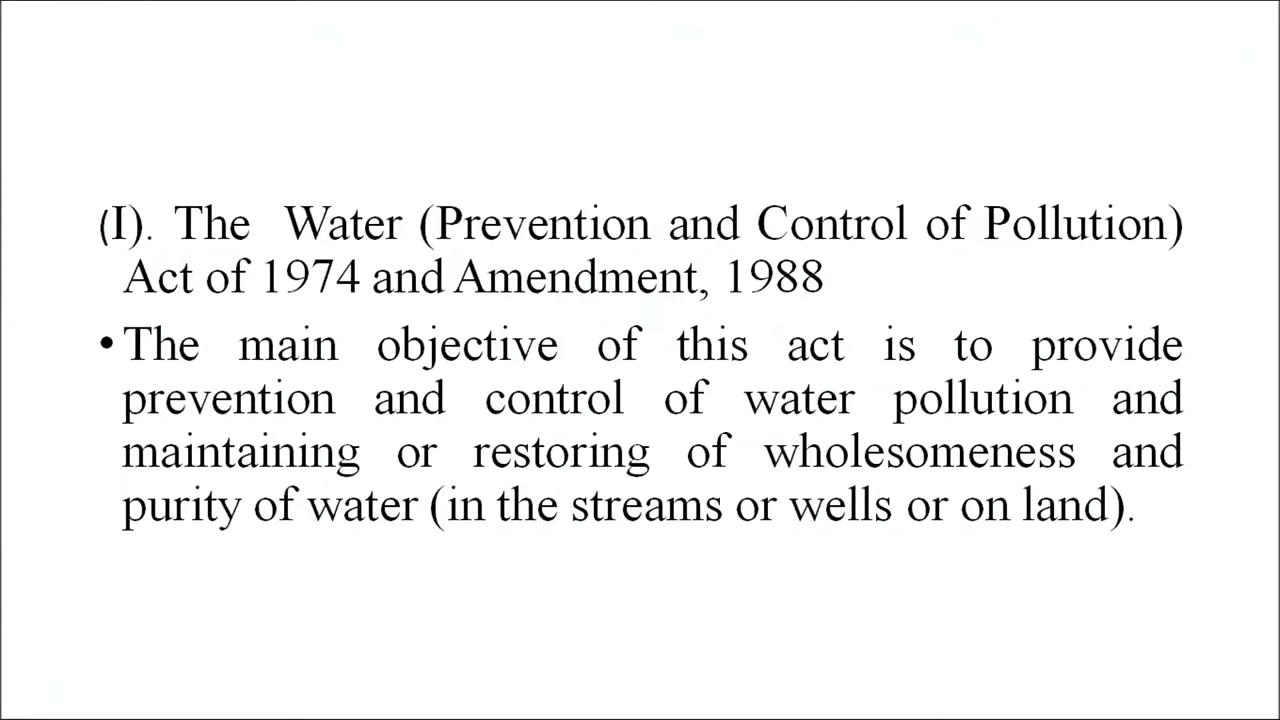 (I). The Water (Prevention and Control of Pollution)
Act of 1974 and Amendment, 1988
•The main objective of this act is to provide
prevention and control of water pollution and
maintaining or restoring of wholesomeness and
purity of water (in the streams or wells or on land).